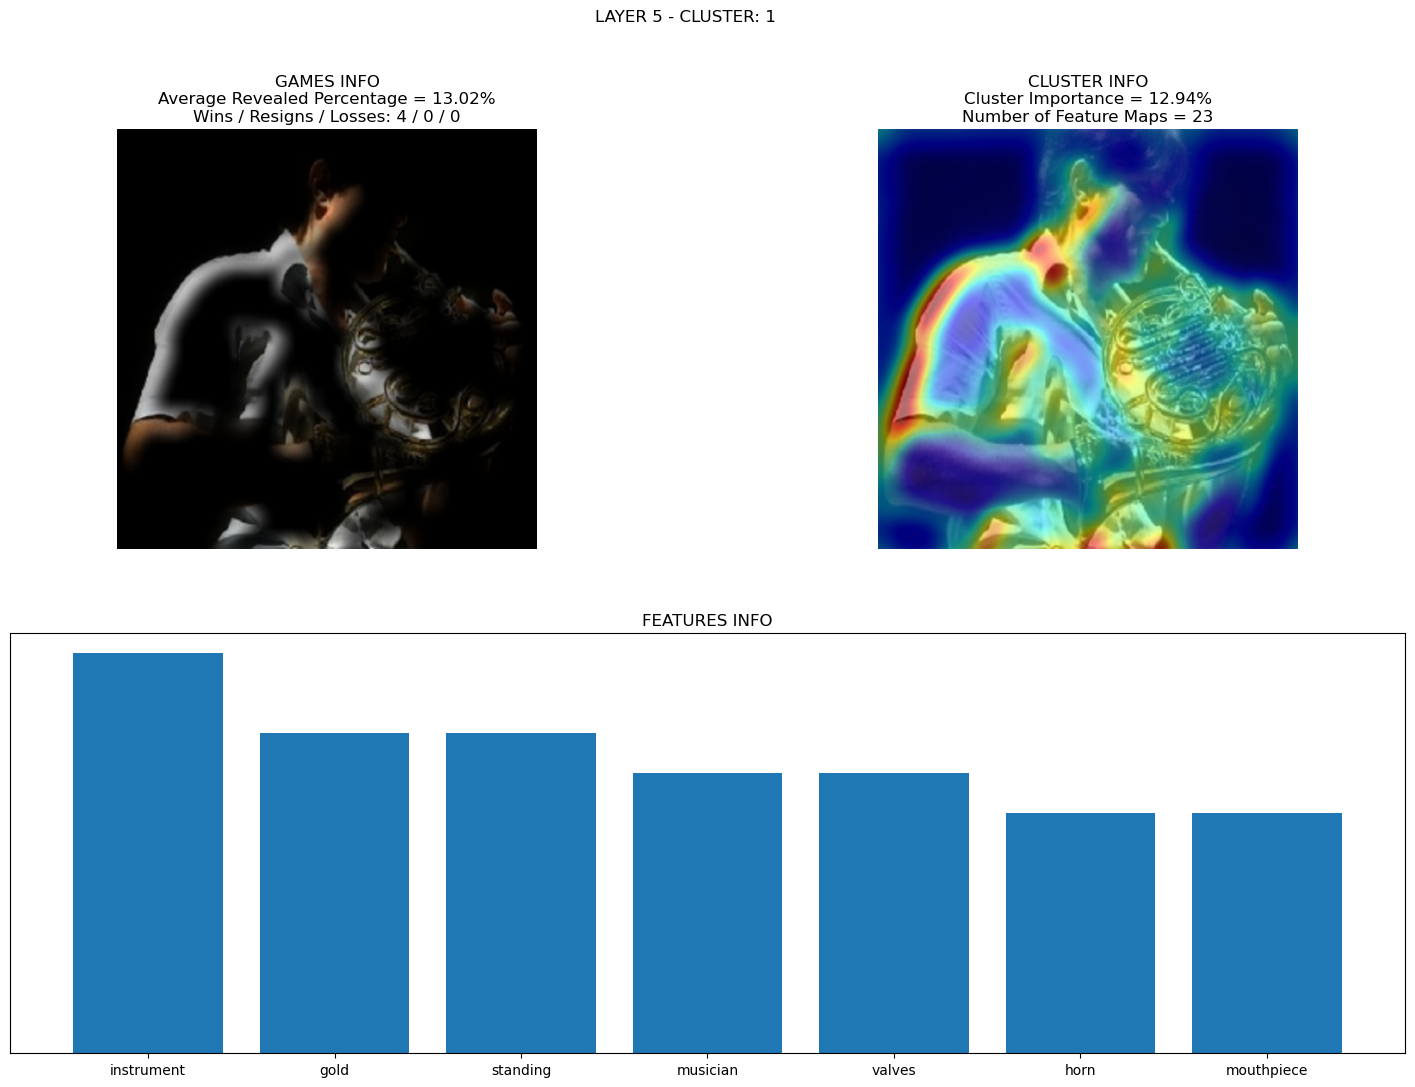 LAYER 5 - CLUSTER: 1
GAMES INFO
Average Revealed Percentage = 13.02%
Wins / Resigns / Losses: 4 / 0 / 0
CLUSTER INFO
Cluster Importance = 12.94%
Number of Feature Maps = 23
FEATURES INFO
instrument gold standing musician valves horn mouthpiece